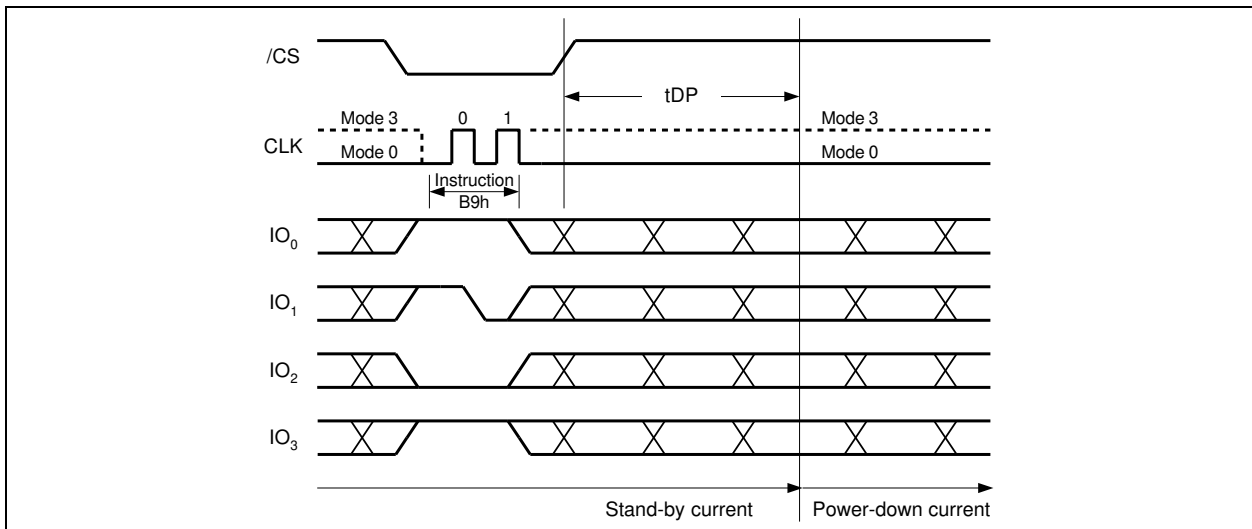 /CS
tDP
Mode 3 0 1 Mode 3
CLK
Mode 0 Mode 0
Instruction
B9h
IO0
IO1
IO2
IO3
Stand-by current Power-down current